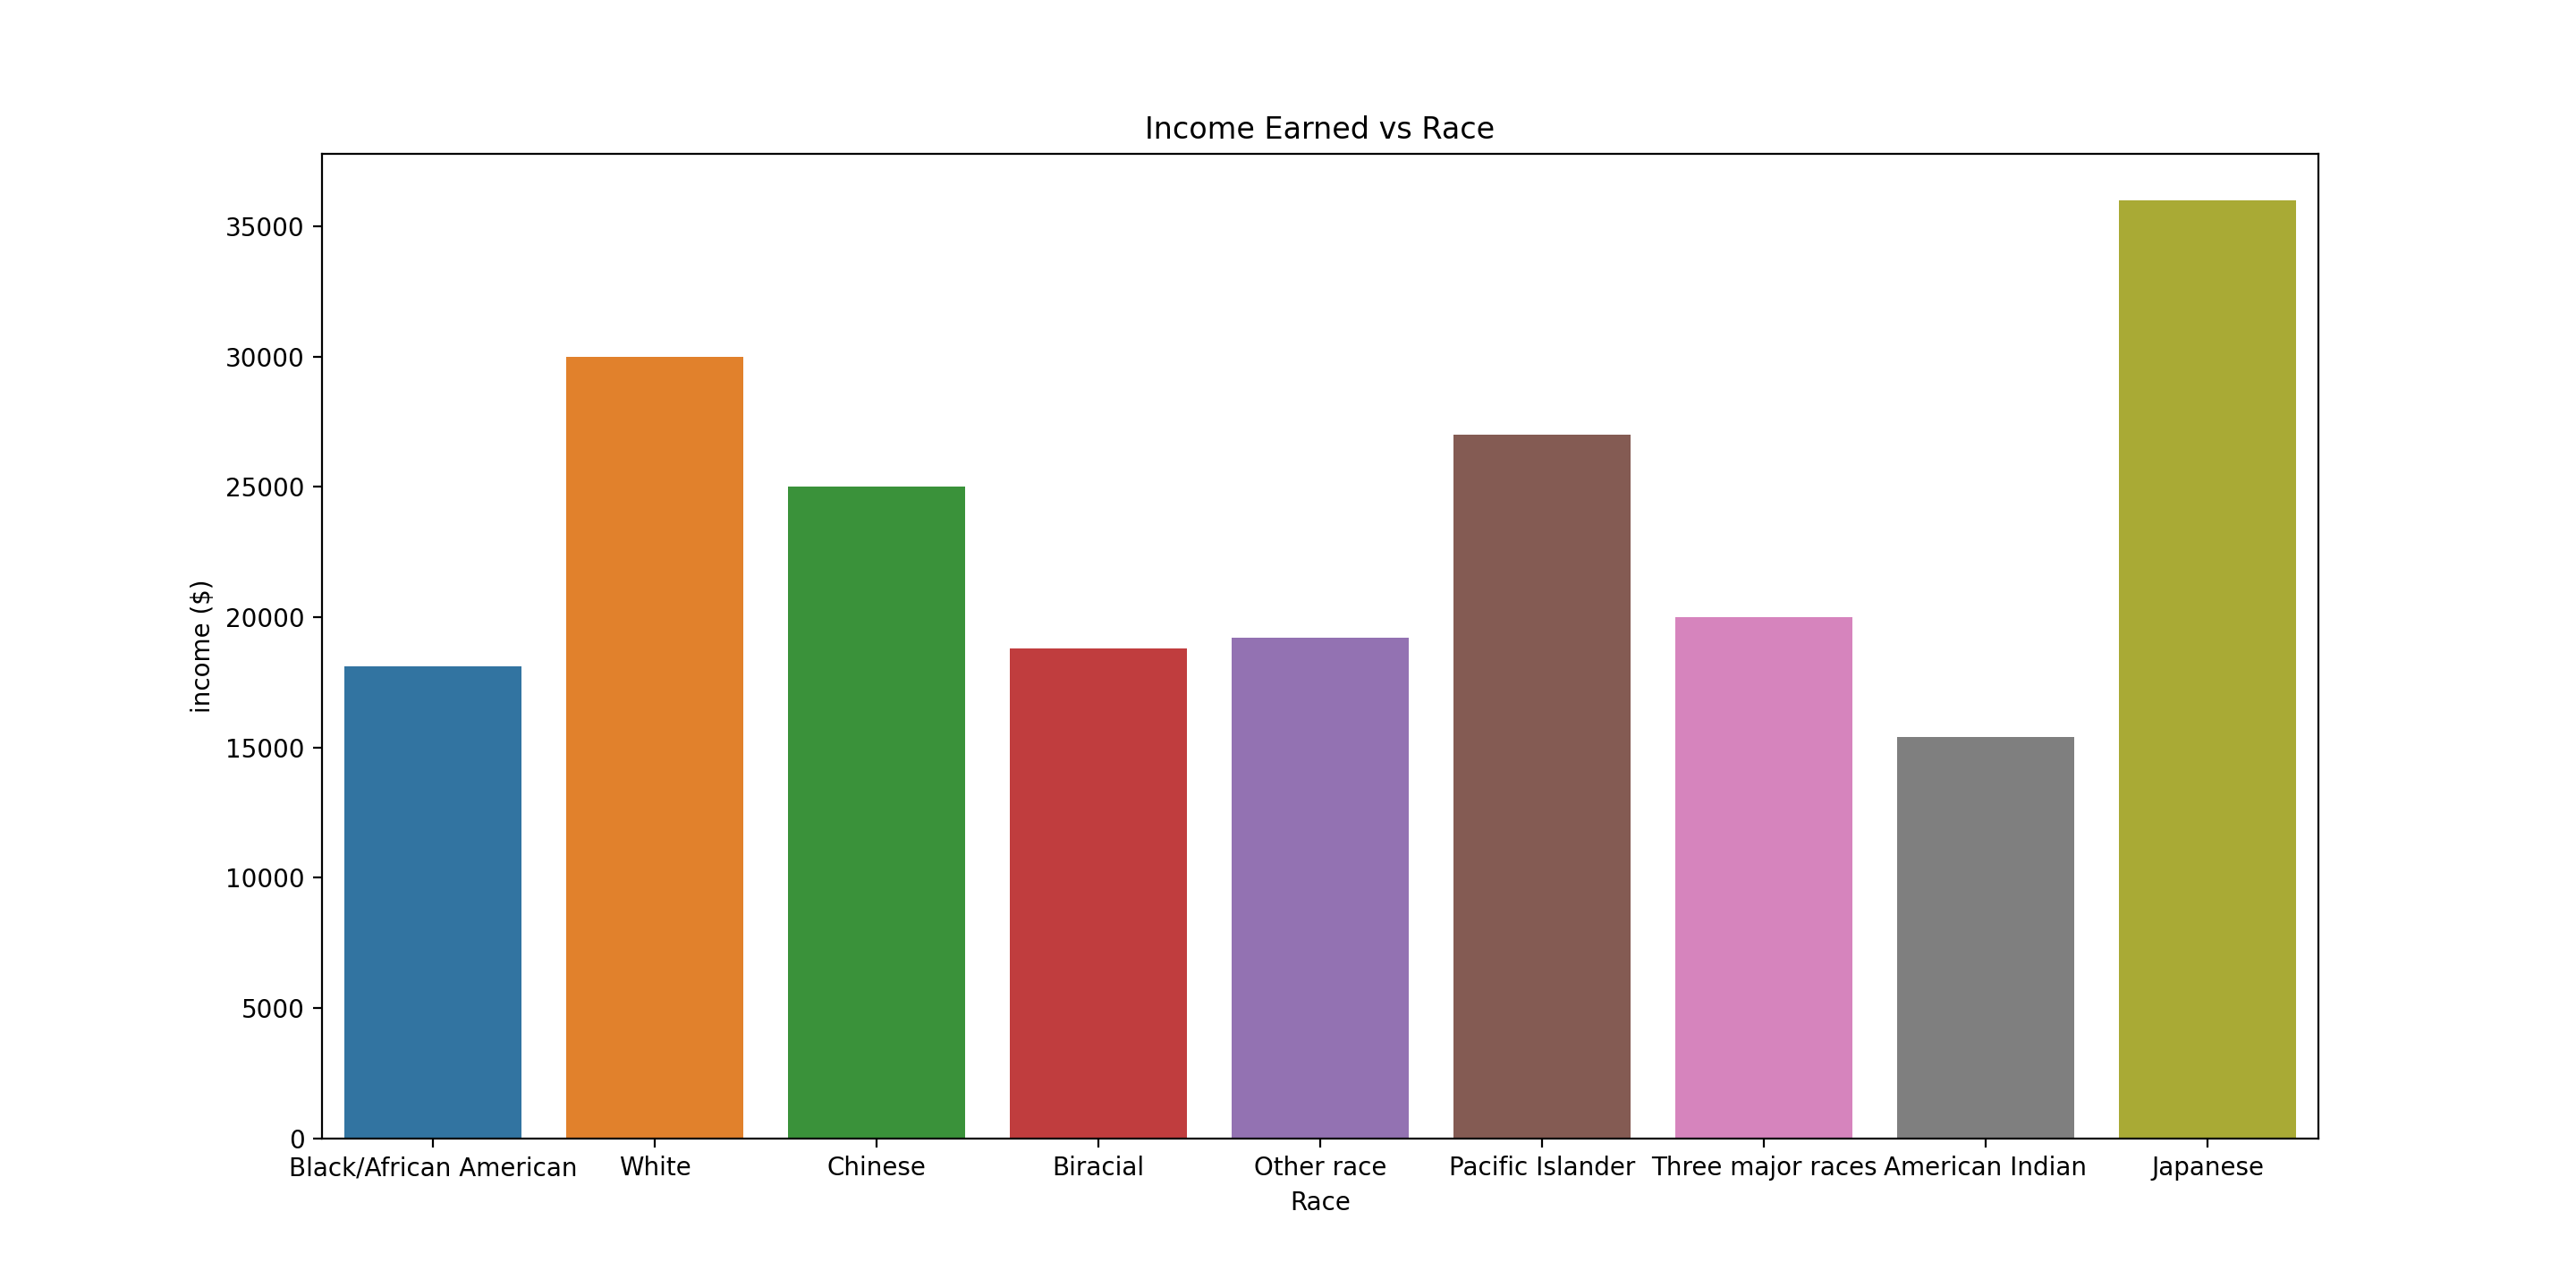 Income Earned vs Race
income ($)
35000
30000
25000
20000
15000
10000
5000
0
Black/African American
White
Chinese
Biracial
Other race
Pacific Islander
Three major races
American Indian
Japanese
Race